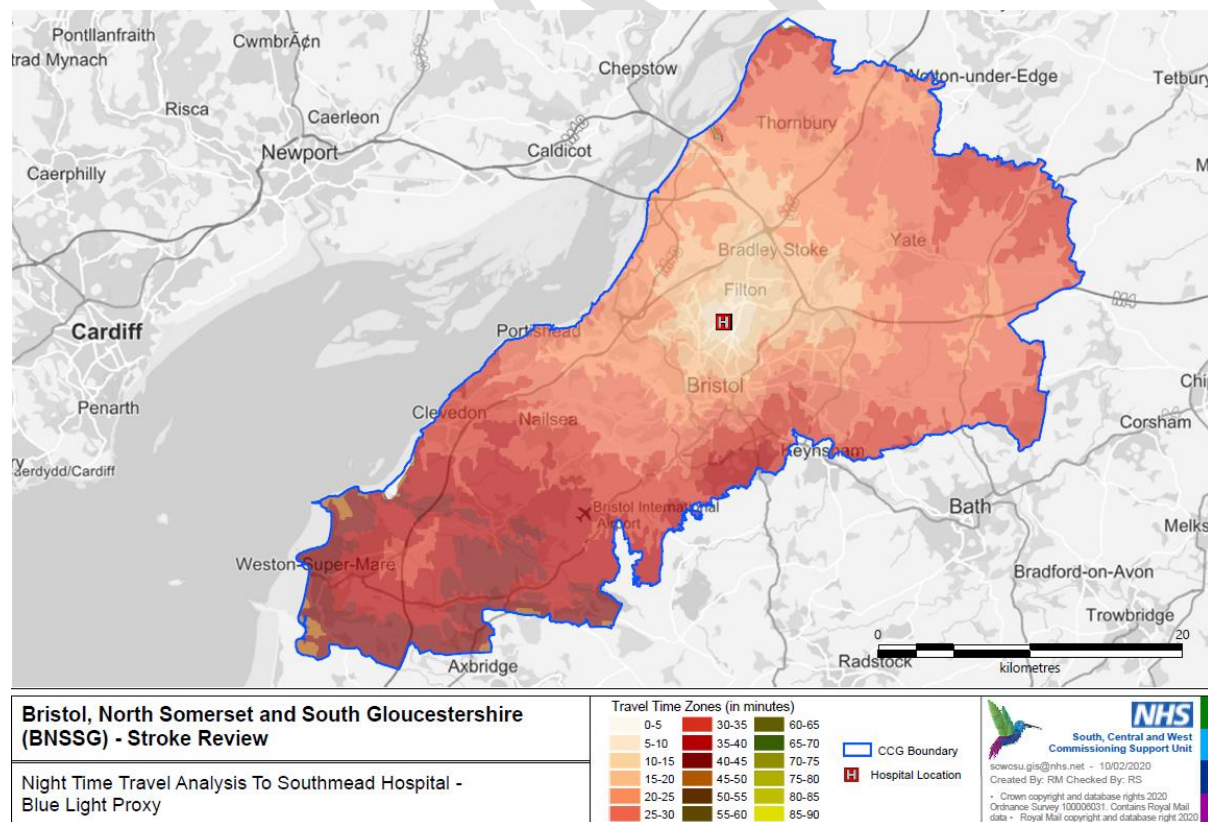 Pontllanfraith
CwmbrÃ¢n
trad Mynach
Chepstow
Wotton-under-Edge
Tetbury
Risca
Caerleon
Thornbury
Newport
Caldicot
Caerphilly
M
Bradley Stoke
Yate
Filton
M4
Cardiff
Portishead
H
Bristol
Chi
Penarth
Clevedon
Nailsea
Corsham
Keynsham
Caerdydd/Cardiff
Bristol International
Airport
Bath
Melks
Weston-Super-Mare
Bradford-on-Avon
Trowbridge
0 20
kilometres
Axbridge
Radstock
Bristol, North Somerset and South Gloucestershire
(BNSSG) - Stroke Review
Night Time Travel Analysis To Southmead Hospital -
Blue Light Proxy
Travel Time Zones (in minutes)
0-5 30-35 60-65
5-10 35-40 65-70
10-15 40-45 70-75
15-20 45-50 75-80
20-25 50-55 80-85
25-30 55-60 85-90
CCG Boundary
H Hospital Location
NHS
South, Central and West
Commissioning Support Unit
scwcsu.gis@nhs.net - 10/02/2020
Created By: RM Checked By: RS
• Crown copyright and database rights 2020
Ordnance Survey 100006031. Contains Royal Mail
data • Royal Mail copyright and database right 2020